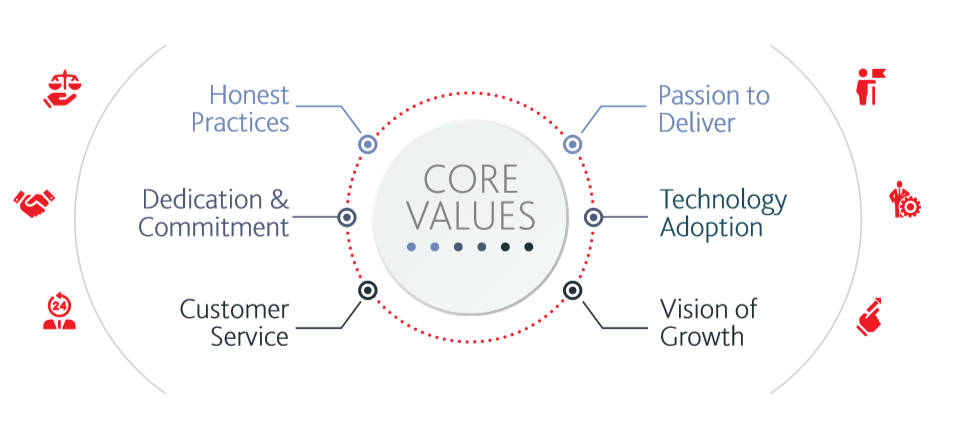 Honest
Practices
Dedication &
Commitment
24
Customer
Service
CORE
VALUES
Passion to
Deliver
Technology
Adoption
Vision of
Growth